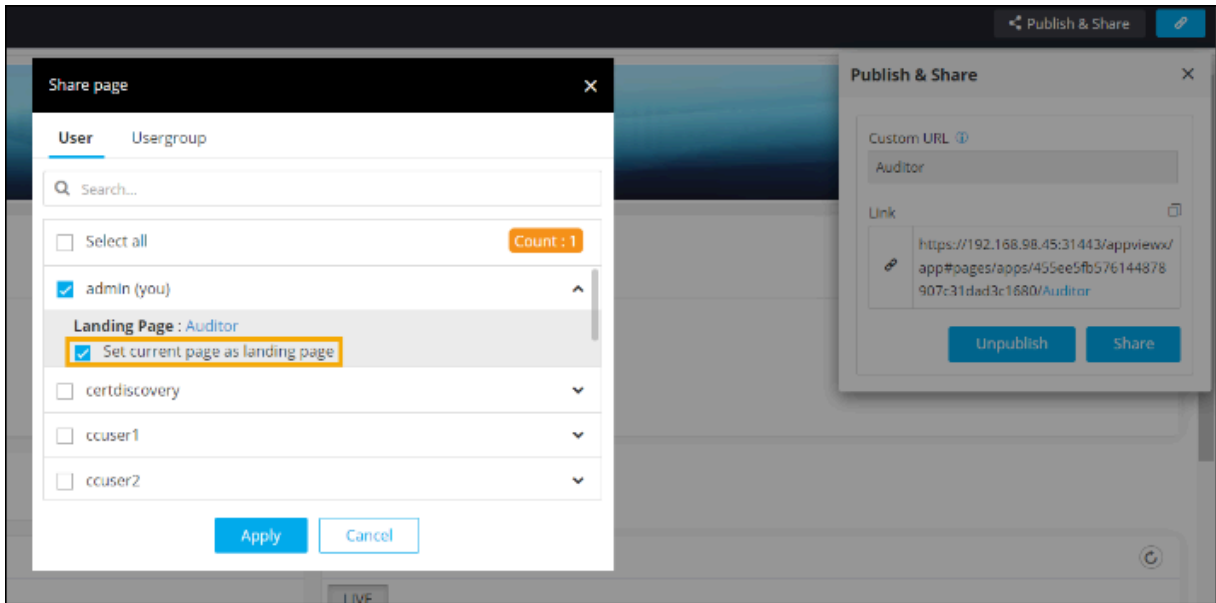 Publish & Share
Share page
User
Usergroup
Search...
Select all
Count : 1
admin (you)
Landing Page : Auditor
Set current page as landing page
certdiscovery
ccuser1
ccuser2
Apply
Cancel
Publish & Share
Custom URL
Auditor
Link
https://192.168.98.45:31443/appviewx/
app#pages/apps/455ee5fb576144878
907c31dad3c1680/Auditor
Unpublish
Share
LIVE